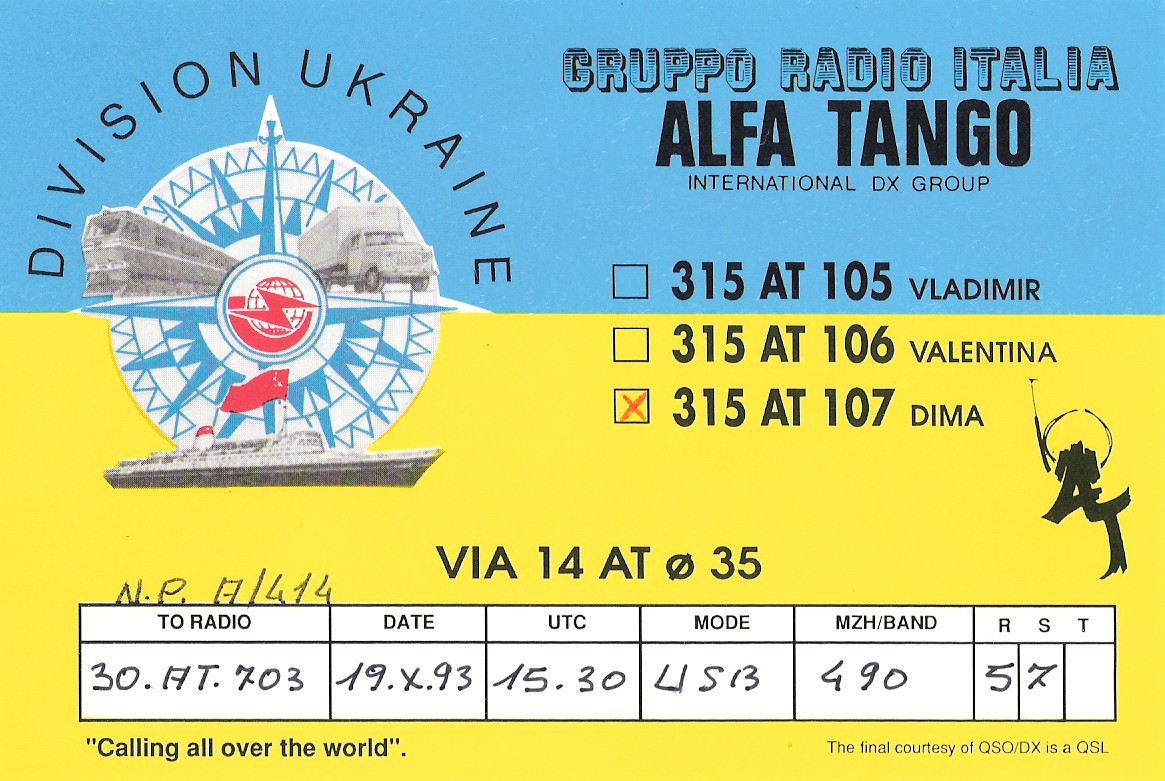 DIVISION UKRAINE
GRUPPO RADIO ITALIA
ALFA TANGO
INTERNATIONAL DX GROUP
315 AT 105 VLADIMIR
315 AT 106 VALENTINA
315 AT 107 DIMA
AT
VIA 14 AT ø 35
N.P. A/414
TO RADIO DATE UTC MODE MZH/BAND R S T
30.AT.703 19.X.93 15.30 USB 490 5 7
"Calling all over the world".
The final courtesy of QSO/DX is a QSL